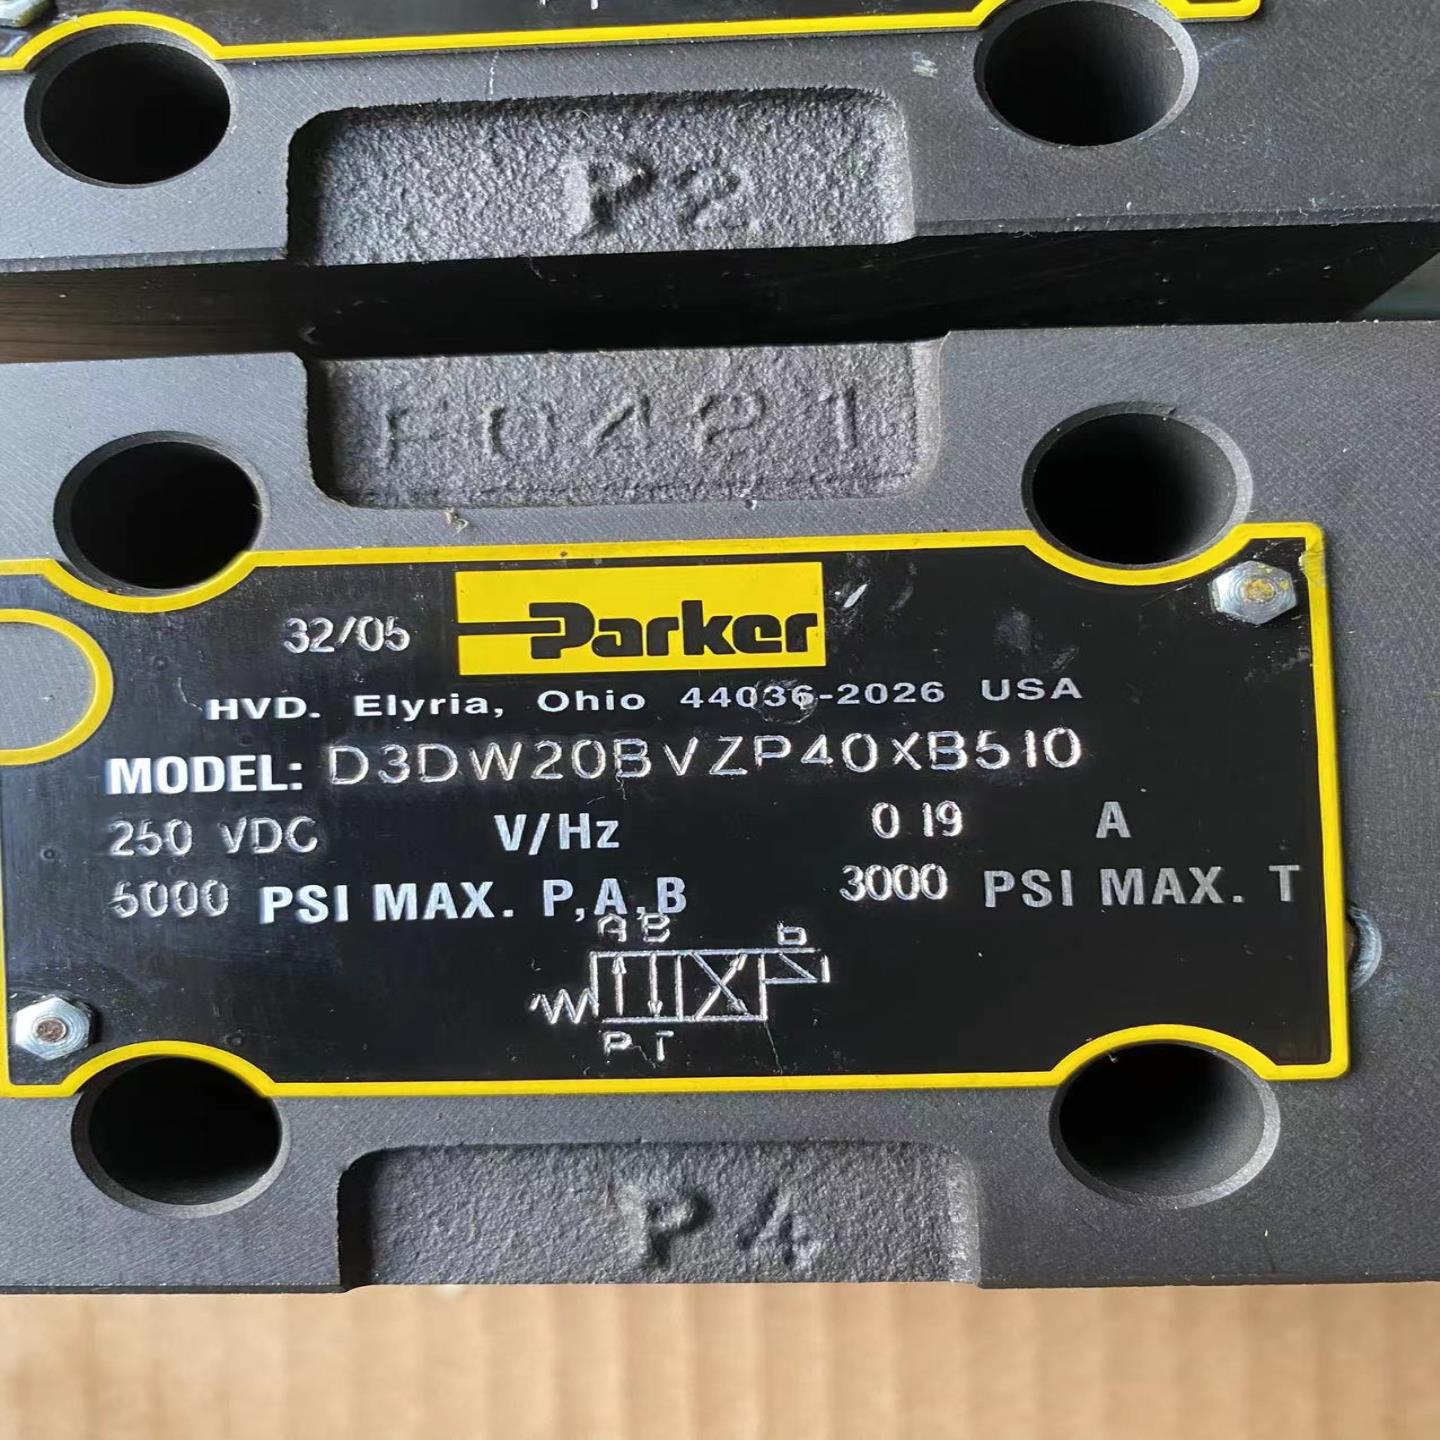 P2
F0421
32/05 Parker
HVD. Elyria, Ohio 44036-2026 USA
MODEL: D3DW20BVZP40XB510
250 VDC V/Hz 0 19 A
5000 PSI MAX. P,A,B 3000 PSI MAX. T
A B b
P T
P4